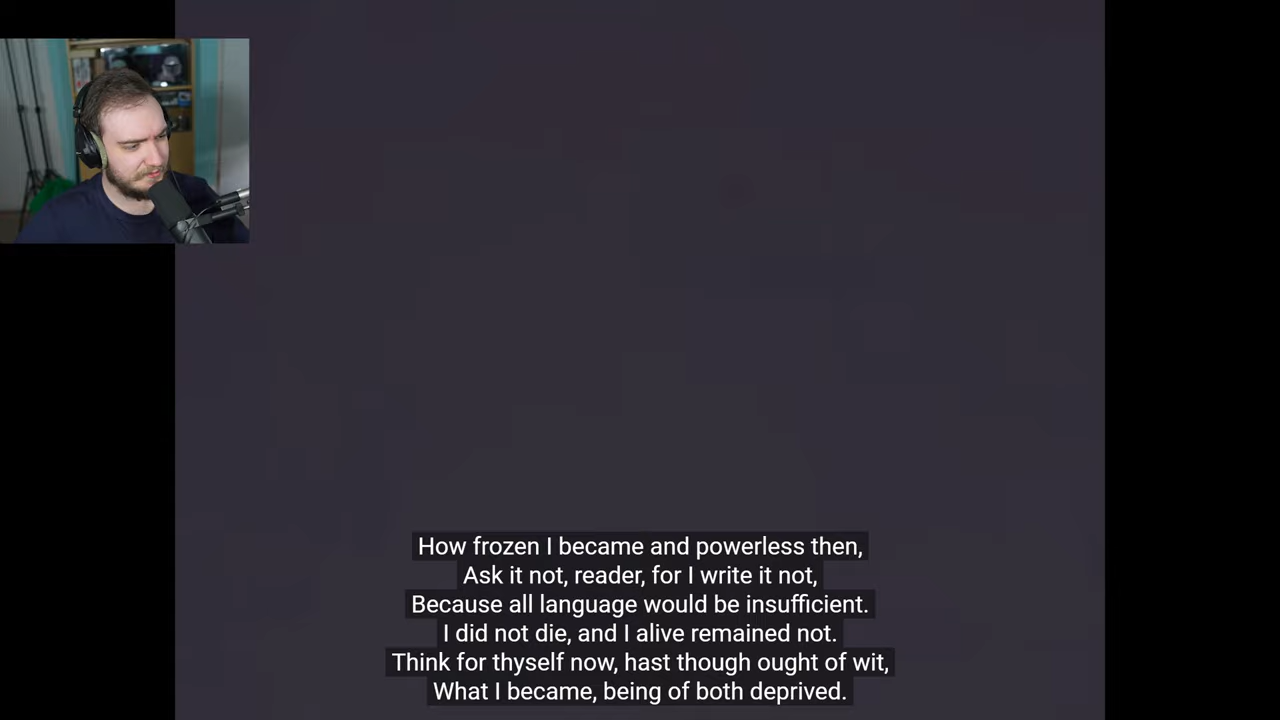 How frozen I became and powerless then,
Ask it not, reader, for I write it not,
Because all language would be insufficient.
I did not die, and I alive remained not.
Think for thyself now, hast though ought of wit,
What I became, being of both deprived.